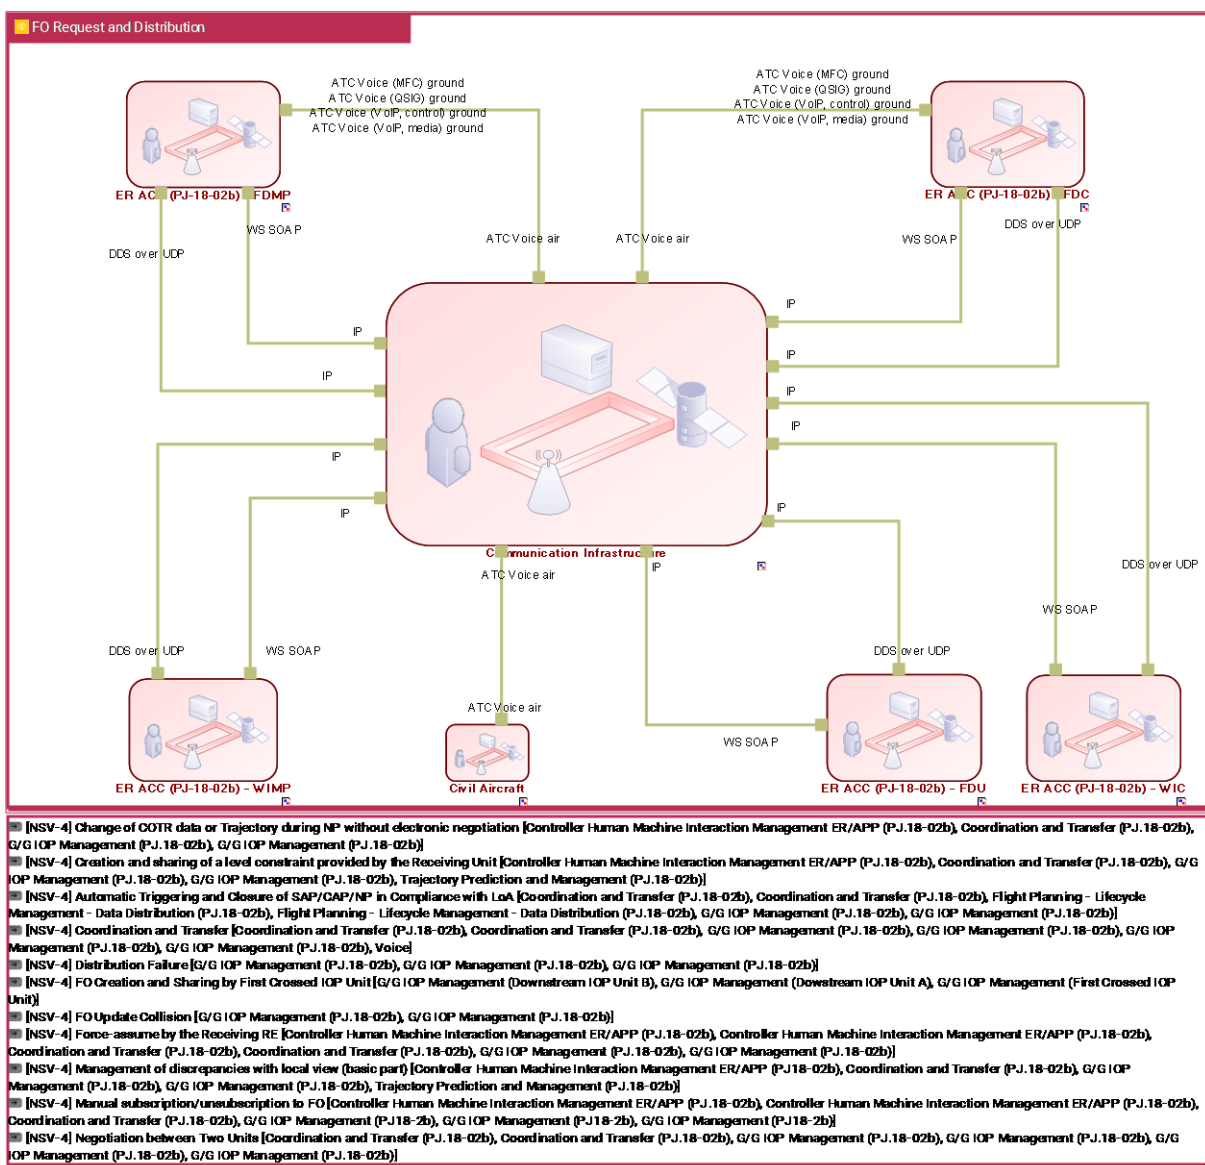 FO Request and Distribution
ATC Voice (MFC) ground
ATC Voice (QSIG) ground
ATC Voice (VoIP, control) ground
ATC Voice (VoIP, media) ground
ATC Voice (MFC) ground
ATC Voice (QSIG) ground
ATC Voice (VoIP, control) ground
ATC Voice (VoIP, media) ground
ER ACC (PJ-18-02b) - FDMP
ER ACC (PJ-18-02b) - FDC
WS SOAP
DDS over UDP
ATC Voice air
ATC Voice air
WS SOAP
DDS over UDP
IP
IP
IP
IP
IP
IP
IP
IP
IP
Communication Infrastructure
ATC Voice air
IP
DDS over UDP
WS SOAP
DDS over UDP
WS SOAP
DDS over UDP
ATC Voice air
WS SOAP
ER ACC (PJ-18-02b) - WIMP
Civil Aircraft
ER ACC (PJ-18-02b) - FDU
ER ACC (PJ-18-02b) - WIC
[NSV-4] Change of COTR data or Trajectory during NP without electronic negotiation [Controller Human Machine Interaction Management ER/APP (PJ.18-02b), Coordination and Transfer (PJ.18-02b),
G/G IOP Management (PJ.18-02b), G/G IOP Management (PJ.18-02b)]
[NSV-4] Creation and sharing of a level constraint provided by the Receiving Unit [Controller Human Machine Interaction Management ER/APP (PJ.18-02b), Coordination and Transfer (PJ.18-02b), G/G
IOP Management (PJ.18-02b), G/G IOP Management (PJ.18-02b), Trajectory Prediction and Management (PJ.18-02b)]
[NSV-4] Automatic Triggering and Closure of SAP/CAP/NP in Compliance with LoA [Coordination and Transfer (PJ.18-02b), Coordination and Transfer (PJ.18-02b), Flight Planning - Lifecycle
Management - Data Distribution (PJ.18-02b), Flight Planning - Lifecycle Management - Data Distribution (PJ.18-02b), G/G IOP Management (PJ.18-02b), G/G IOP Management (PJ.18-02b)]
[NSV-4] Coordination and Transfer [Coordination and Transfer (PJ.18-02b), Coordination and Transfer (PJ.18-02b), G/G IOP Management (PJ.18-02b), G/G IOP Management (PJ.18-02b), G/G IOP
Management (PJ.18-02b), G/G IOP Management (PJ.18-02b), Voice]
[NSV-4] Distribution Failure [G/G IOP Management (PJ.18-02b), G/G IOP Management (PJ.18-02b), G/G IOP Management (PJ.18-02b)]
[NSV-4] FO Creation and Sharing by First Crossed IOP Unit [G/G IOP Management (Downstream IOP Unit B), G/G IOP Management (Dowstream IOP Unit A), G/G IOP Management (First Crossed IOP
Unit)]
[NSV-4] FO Update Collision [G/G IOP Management (PJ.18-02b), G/G IOP Management (PJ.18-02b)]
[NSV-4] Force-assume by the Receiving RE [Controller Human Machine Interaction Management ER/APP (PJ.18-02b), Controller Human Machine Interaction Management ER/APP (PJ.18-02b),
Coordination and Transfer (PJ.18-02b), Coordination and Transfer (PJ.18-02b), G/G IOP Management (PJ.18-02b), G/G IOP Management (PJ.18-02b)]
[NSV-4] Management of discrepancies with local view (basic part) [Controller Human Machine Interaction Management ER/APP (PJ.18-02b), Coordination and Transfer (PJ.18-02b), G/G IOP
Management (PJ.18-02b), G/G IOP Management (PJ.18-02b), Trajectory Prediction and Management (PJ.18-02b)]
[NSV-4] Manual subscription/unsubscription to FO [Controller Human Machine Interaction Management ER/APP (PJ.18-02b), Controller Human Machine Interaction Management ER/APP (PJ.18-02b),
Coordination and Transfer (PJ.18-02b), G/G IOP Management (PJ18-2b), G/G IOP Management (PJ18-2b), G/G IOP Management (PJ18-2b)]
[NSV-4] Negotiation between Two Units [Coordination and Transfer (PJ.18-02b), Coordination and Transfer (PJ.18-02b), G/G IOP Management (PJ.18-02b), G/G IOP Management (PJ.18-02b), G/G
IOP Management (PJ.18-02b), G/G IOP Management (PJ.18-02b)]